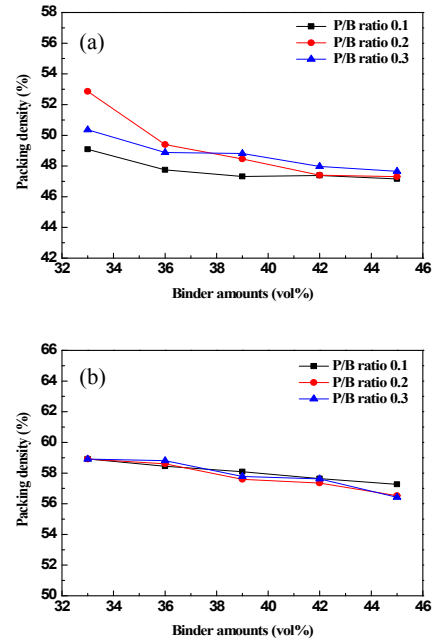 58
(a)
P/B ratio 0.1
56
P/B ratio 0.2
54
P/B ratio 0.3
52
50
48
46
44
42
Packing density (%)
32 34 36 38 40 42 44 46
Binder amounts (vol%)
66
(b)
P/B ratio 0.1
64
P/B ratio 0.2
62
P/B ratio 0.3
60
58
56
54
52
50
Packing density (%)
32 34 36 38 40 42 44 46
Binder amounts (vol%)